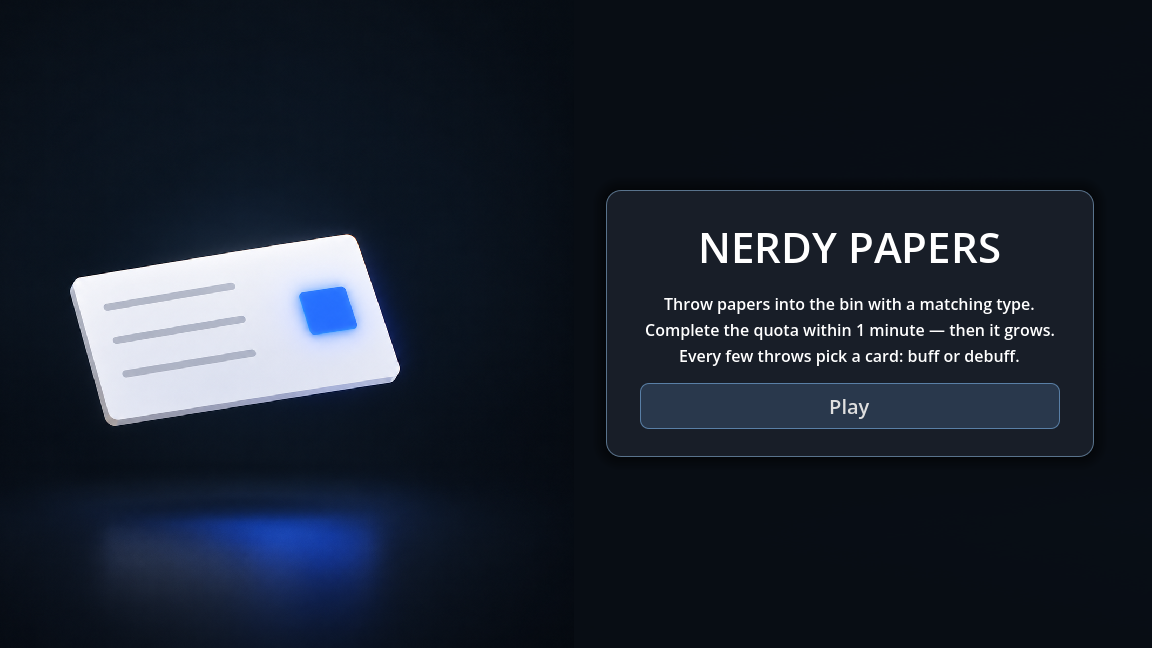 NERDY PAPERS
Throw papers into the bin with a matching type.
Complete the quota within 1 minute — then it grows.
Every few throws pick a card: buff or debuff.
Play